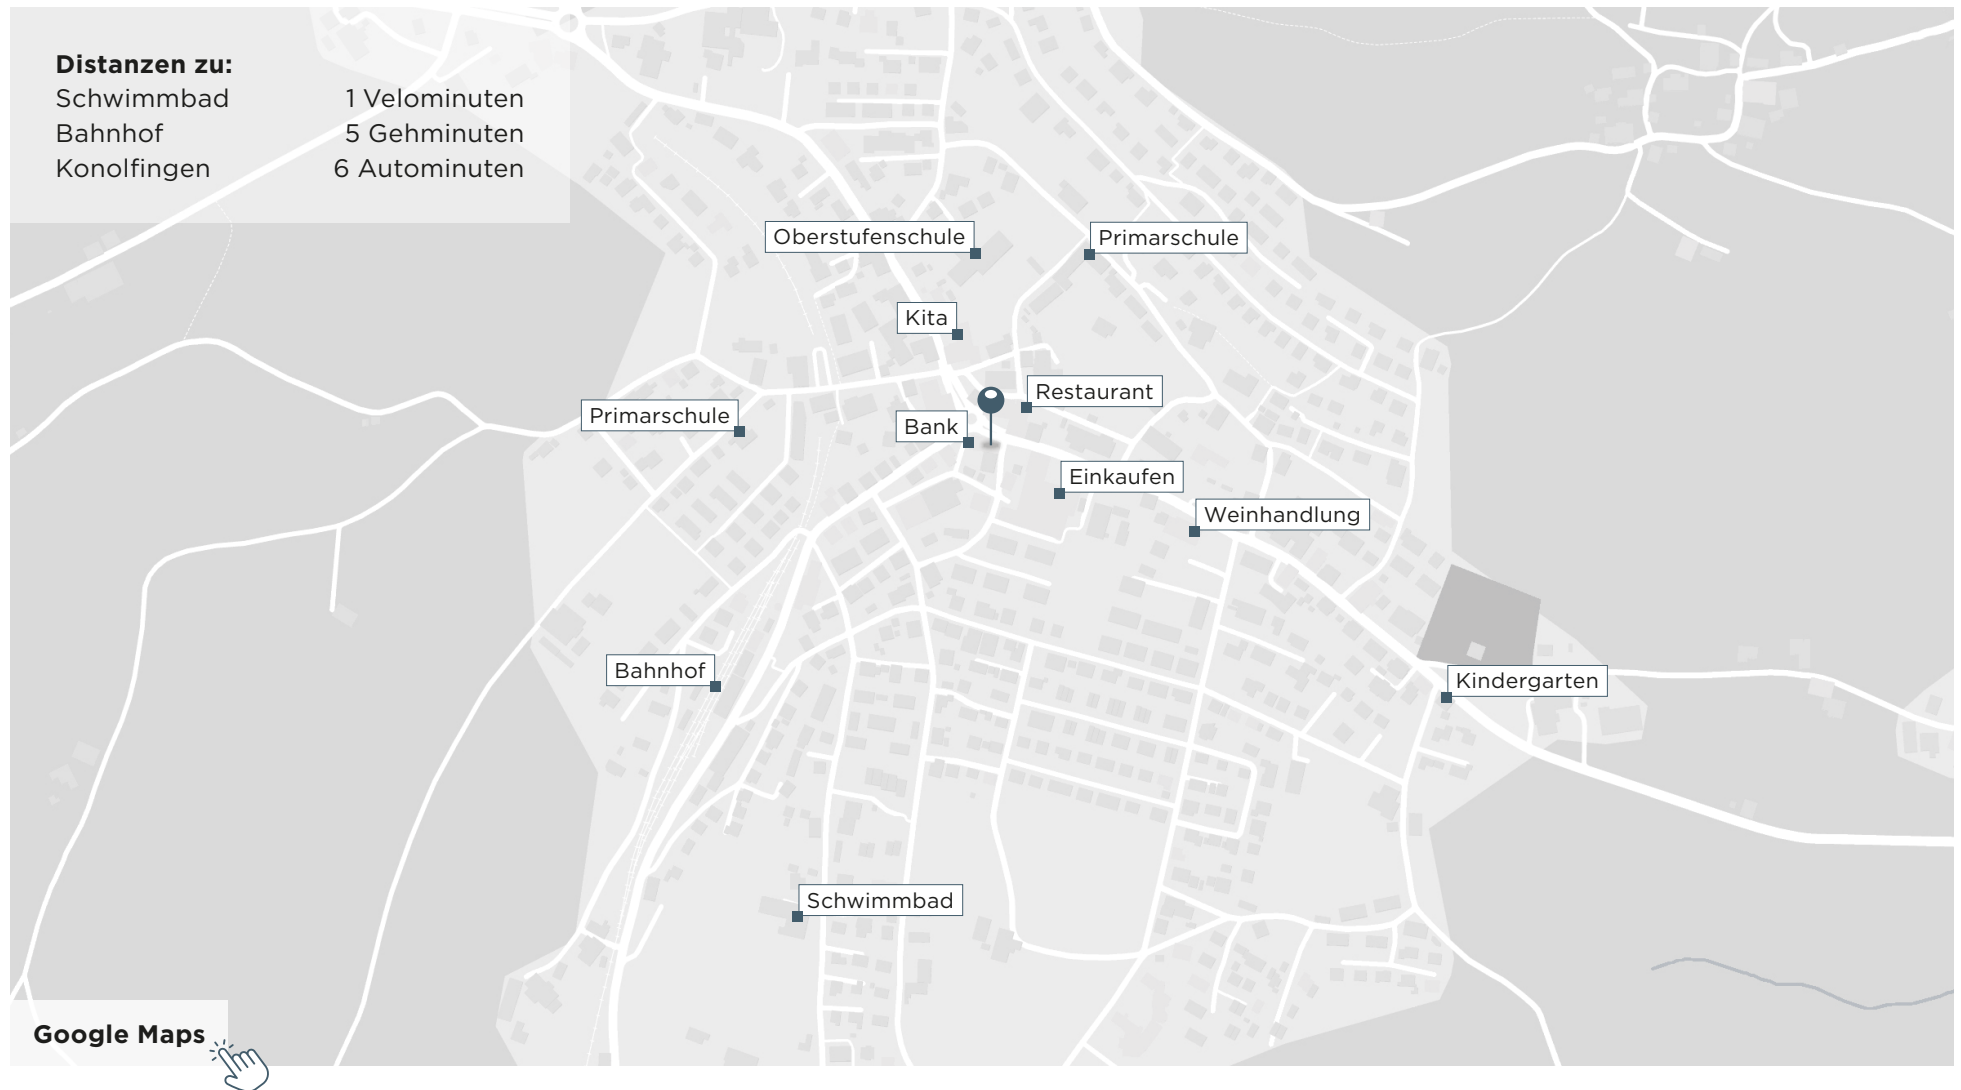 Distanzen zu:
Schwimmbad 1 Velominuten
Bahnhof 5 Gehminuten
Konolfingen 6 Autominuten
Oberstufenschule
Primarschule
Kita
Restaurant
Primarschule
Bank
Einkaufen
Weinhandlung
Bahnhof
Kindergarten
Schwimmbad
Google Maps